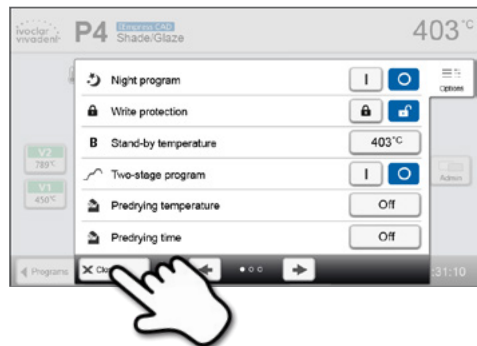 ivoclar
vivadent
P4
IPS Empress CAD
Shade/Glaze
403°C
Night program
I
O
Options
Write protection
B Stand-by temperature
403°C
V2
789°C
Two-stage program
I
O
Admin
V1
450°C
Predrying temperature
Off
Predrying time
Off
Programs
X
:31:10